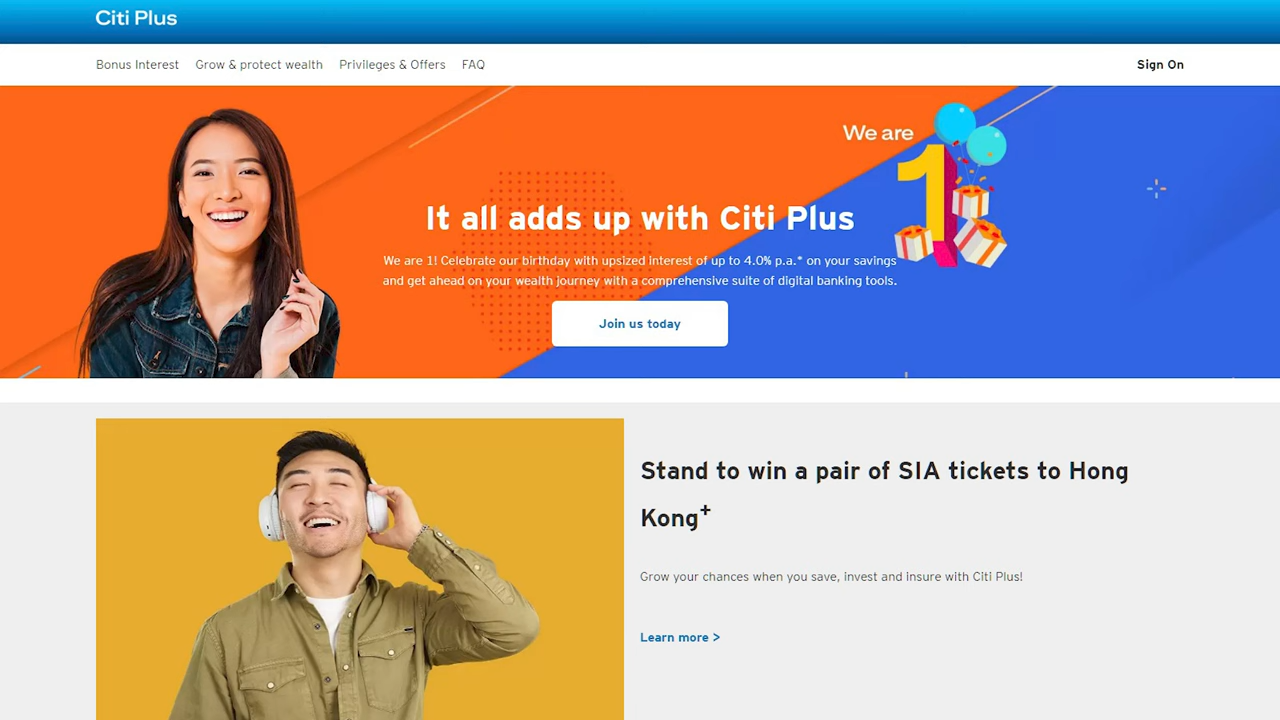 Citi Plus
Bonus Interest
Grow & protect wealth
Privileges & Offers
FAQ
Sign On
We are
1
It all adds up with Citi Plus
We are 1! Celebrate our birthday with upsized interest of up to 4.0% p.a.* on your savings
and get ahead on your wealth journey with a comprehensive suite of digital banking tools.
Join us today
Stand to win a pair of SIA tickets to Hong
Kong+
Grow your chances when you save, invest and insure with Citi Plus!
Learn more >